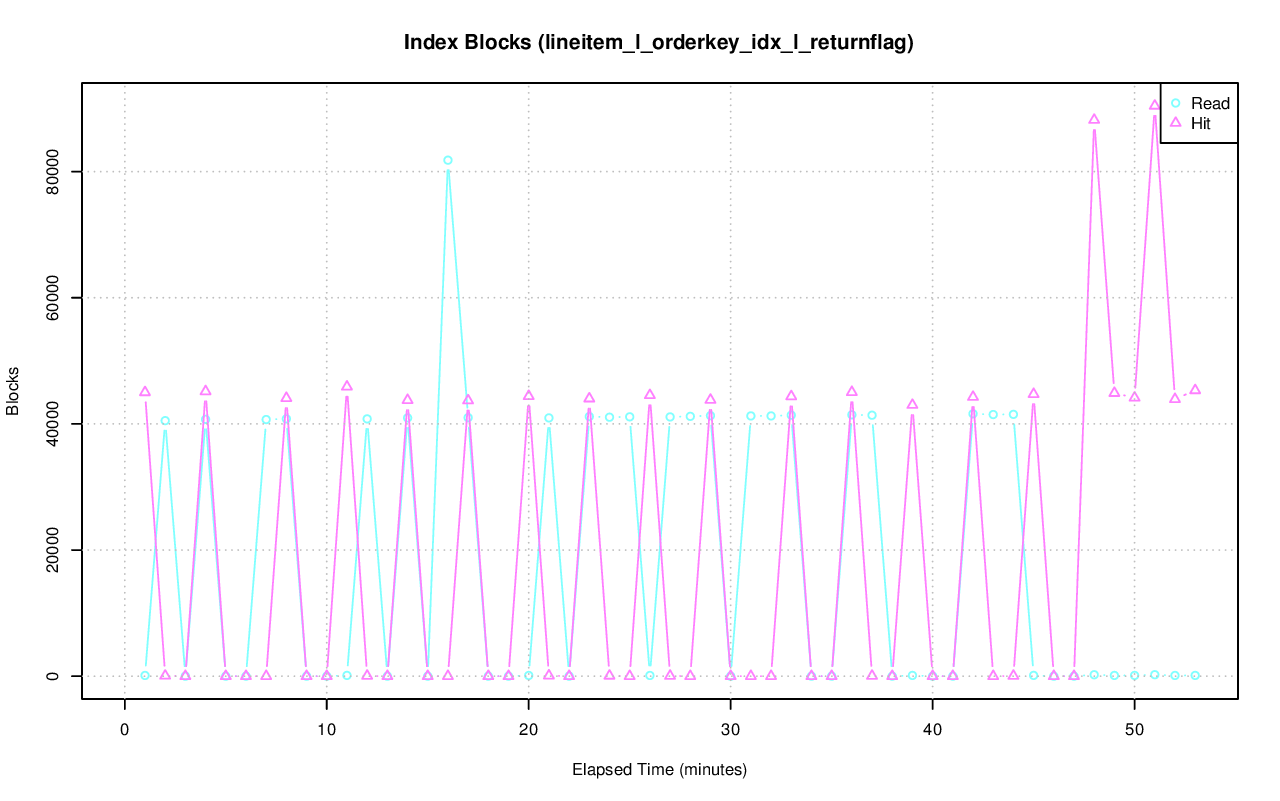 Index Blocks (lineitem_l_orderkey_idx_l_returnflag)
Read
Hit
Blocks
80000
60000
40000
20000
0
0 10 20 30 40 50
Elapsed Time (minutes)